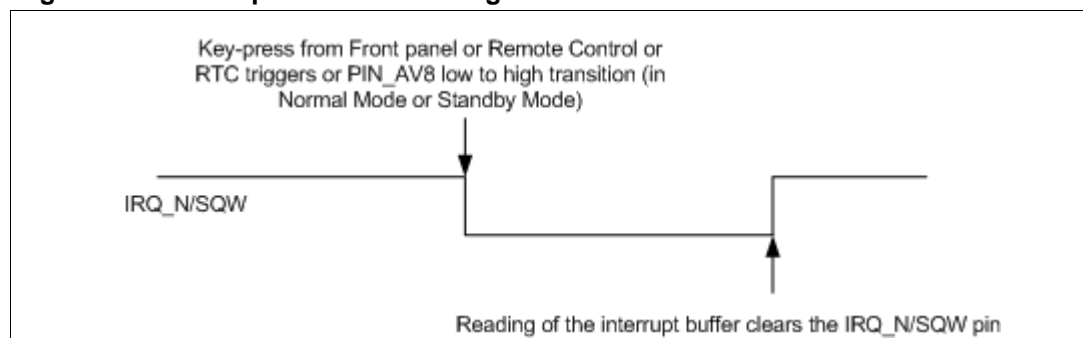 Key-press from Front panel or Remote Control or
RTC triggers or PIN_AV8 low to high transition (in
Normal Mode or Standby Mode)
IRQ_N/SQW
Reading of the interrupt buffer clears the IRQ_N/SQW pin